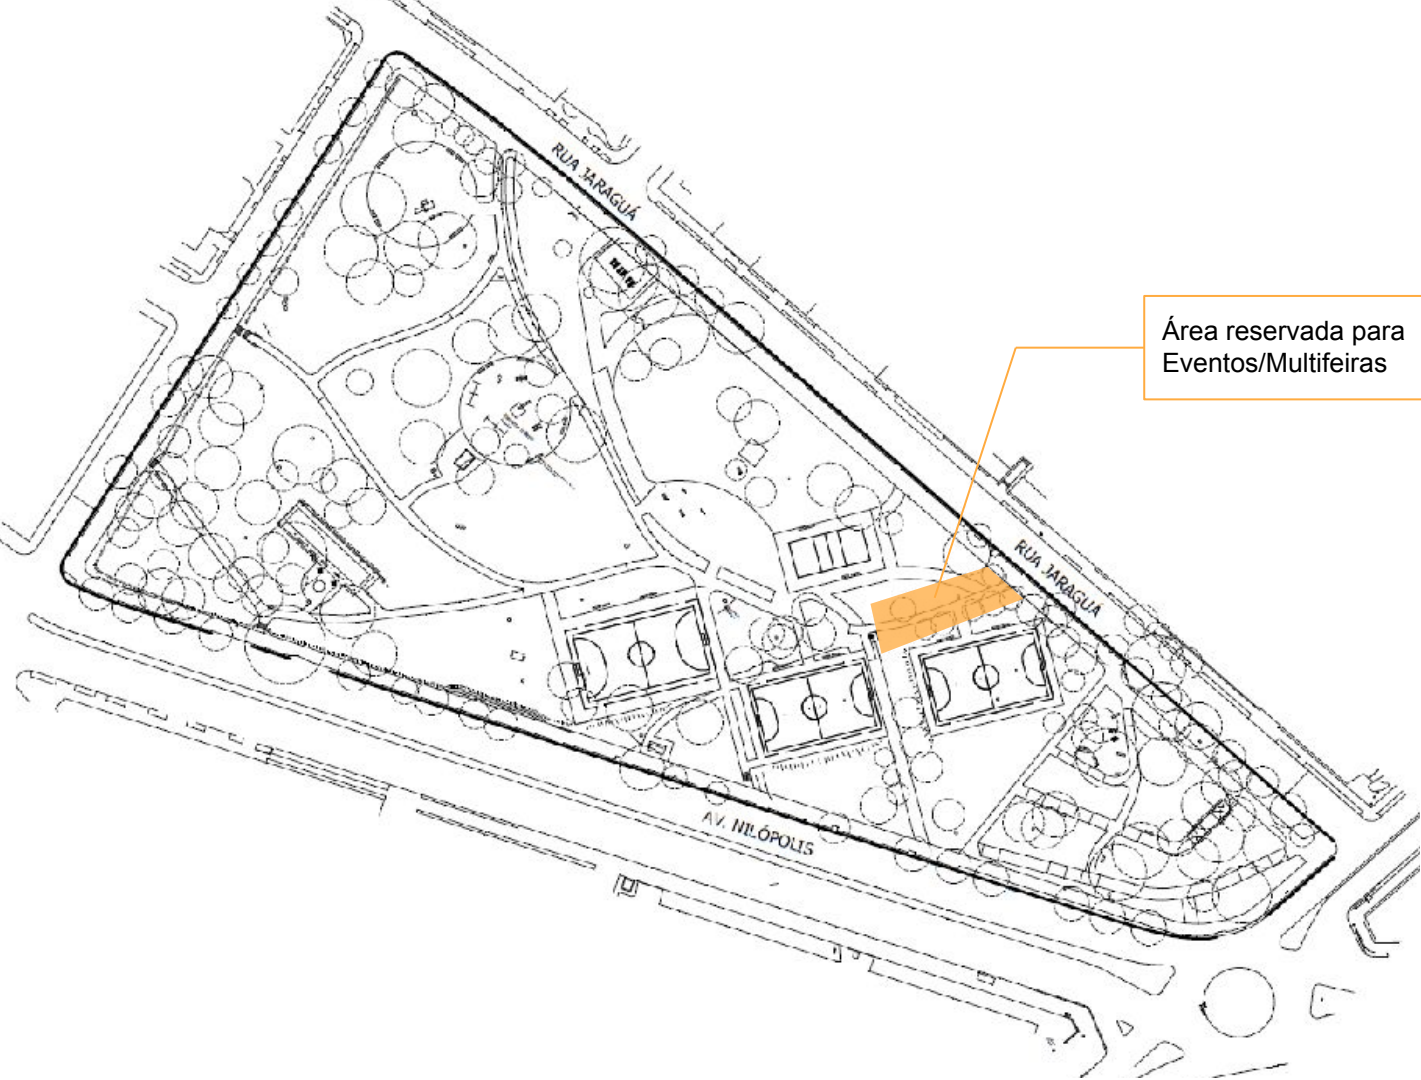 RUA JARAGUÁ
Área reservada para
Eventos/Multifeiras
RUA JARAGUÁ
AV. NILÓPOLIS